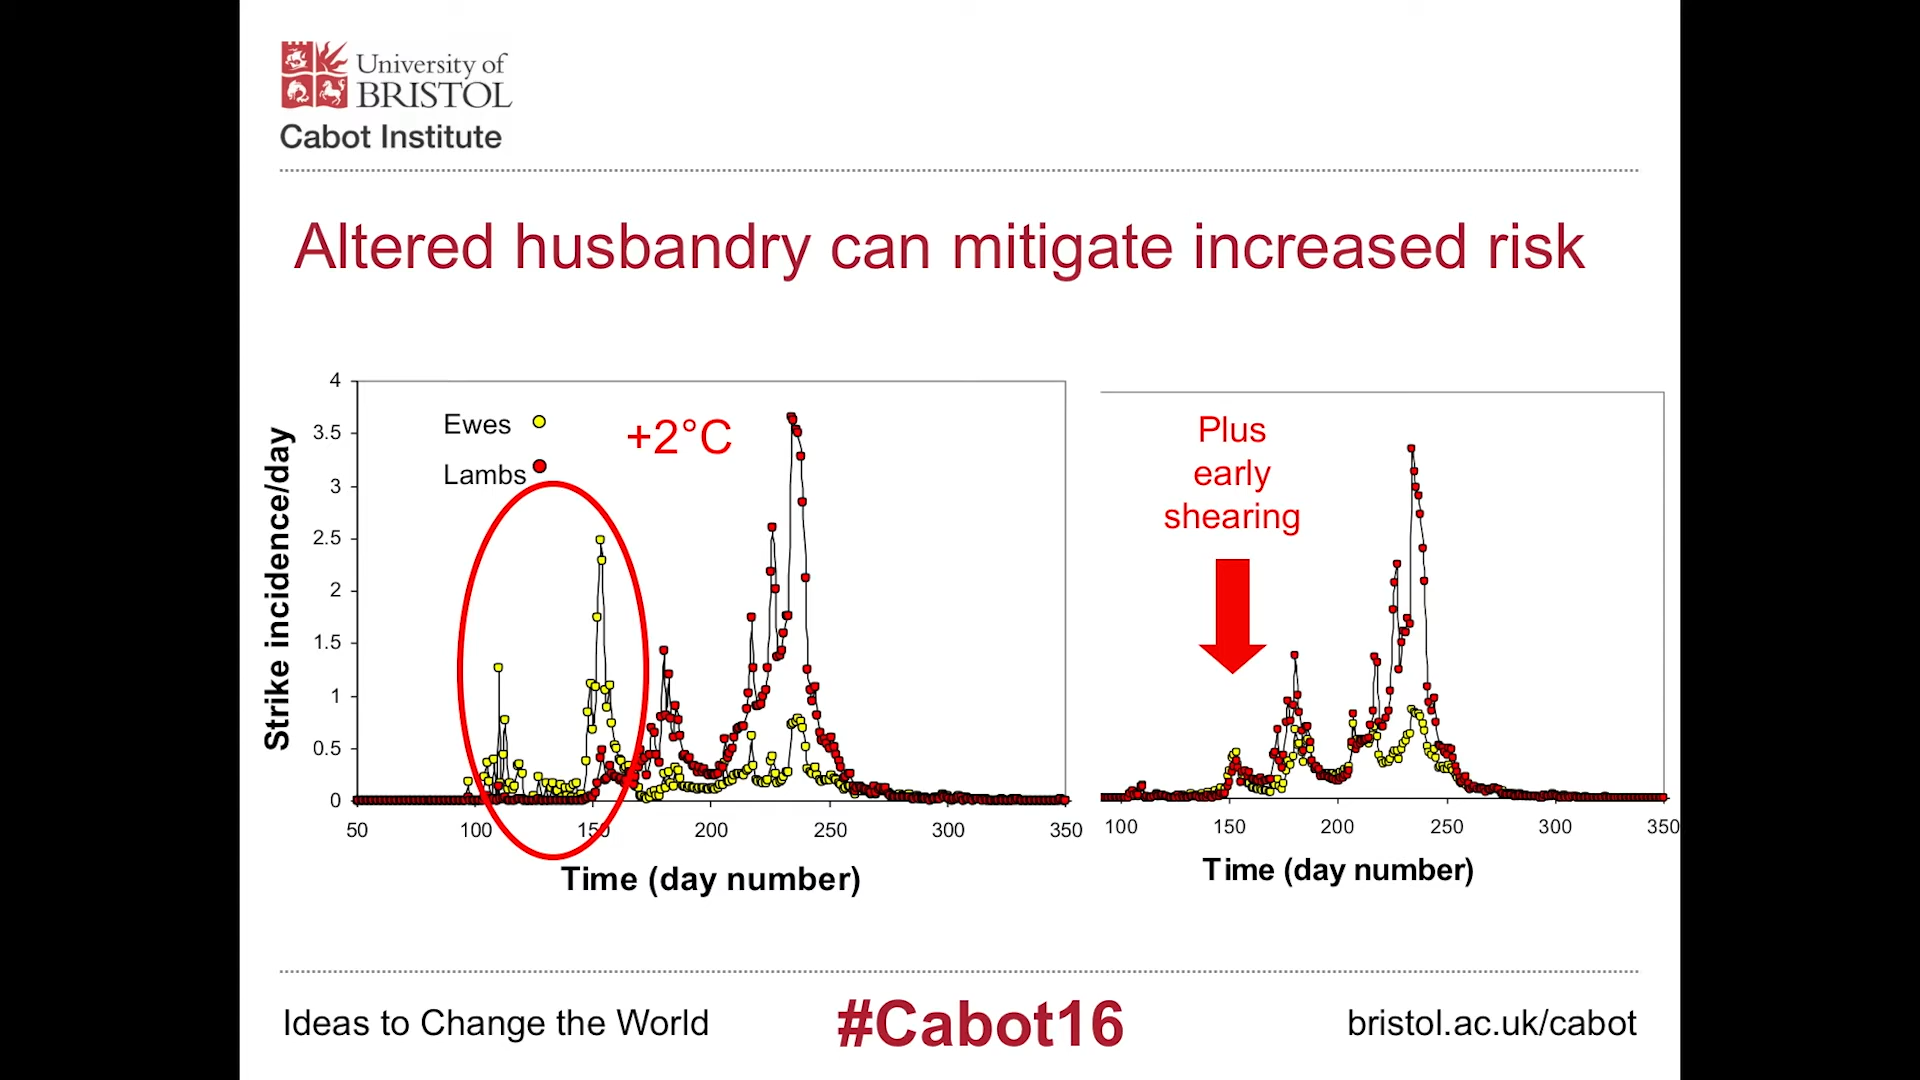 University of
BRISTOL
Cabot Institute
Altered husbandry can mitigate increased risk
Strike incidence/day
4
3.5
3
2.5
2
1.5
1
0.5
0
Ewes
Lambs
+2°C
50 100 150 200 250 300 350
Time (day number)
Plus
early
shearing
100 150 200 250 300 350
Time (day number)
Ideas to Change the World
#Cabot16
bristol.ac.uk/cabot